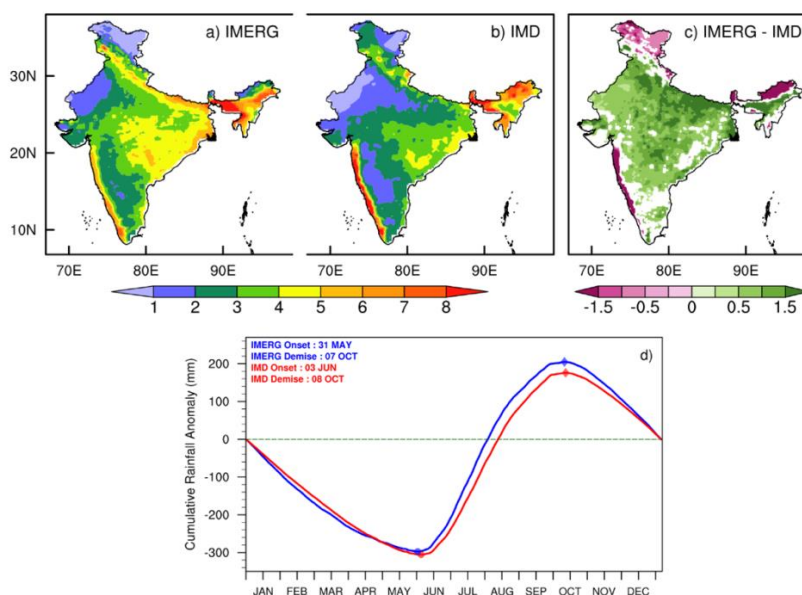 a) IMERG
b) IMD
c) IMERG - IMD
30N
20N
10N
70E 80E 90E 70E 80E 90E 70E 80E 90E
1 2 3 4 5 6 7 8
-1.5 -0.5 0 0.5 1.5
IMERG Onset : 31 MAY
IMERG Demise : 07 OCT
IMD Onset : 03 JUN
IMD Demise : 08 OCT
d)
Cumulative Rainfall Anomaly (mm)
200
100
0
-100
-200
-300
JAN FEB MAR APR MAY JUN JUL AUG SEP OCT NOV DEC